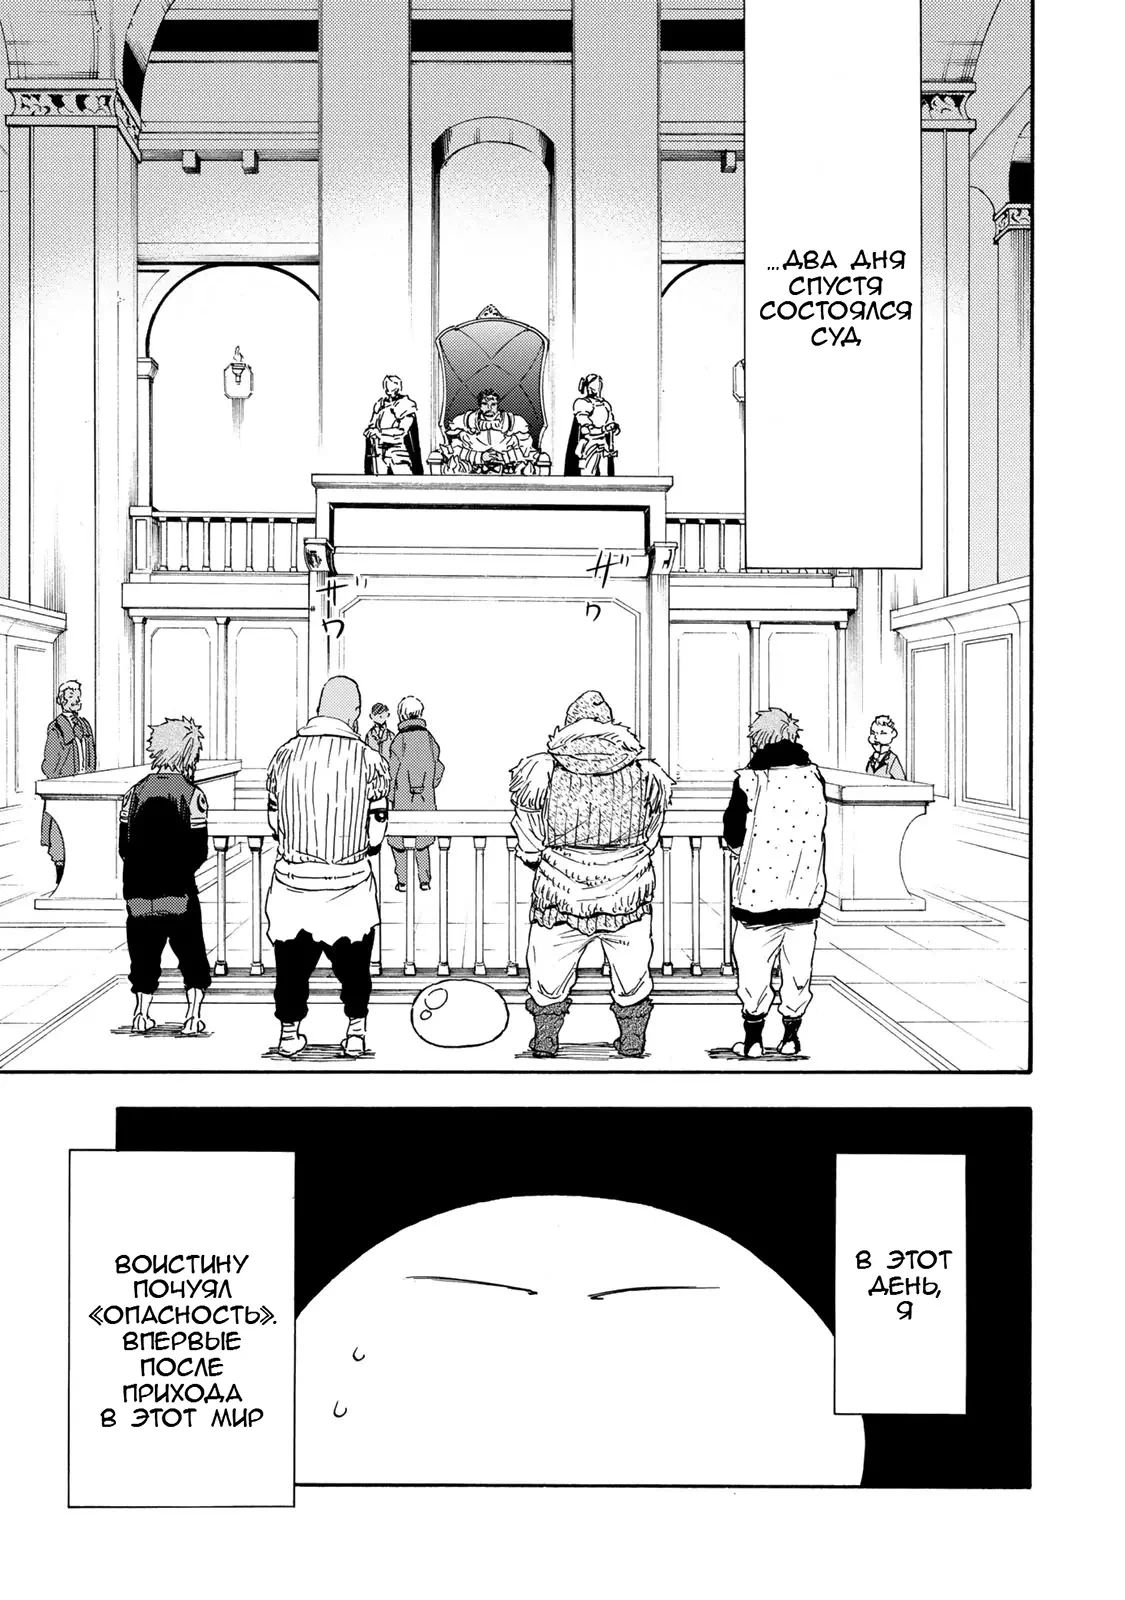 ...ДВА ДНЯ
СПУСТЯ
СОСТОЯЛСЯ
СУД
ザワ
ザワ
В ЭТОТ
ДЕНЬ,
Я
ВОИСТИНУ
ПОЧУЯЛ
«ОПАСНОСТЬ».
ВПЕРВЫЕ
ПОСЛЕ
ПРИХОДА
В ЭТОТ МИР